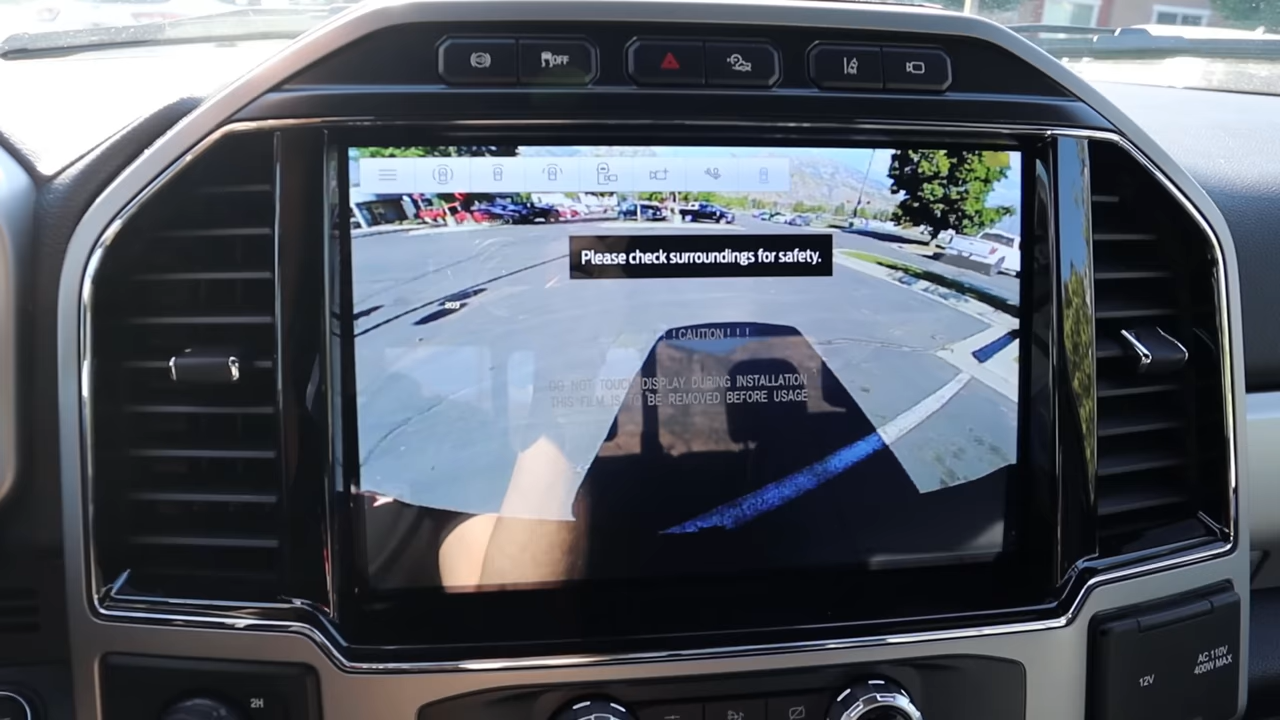 OFF
Please check surroundings for safety.
! CAUTION ! ! !
DO NOT TOUCH DISPLAY DURING INSTALLATION
THIS FILM IS TO BE REMOVED BEFORE USAGE
2H
12V
AC 110V
400W MAX